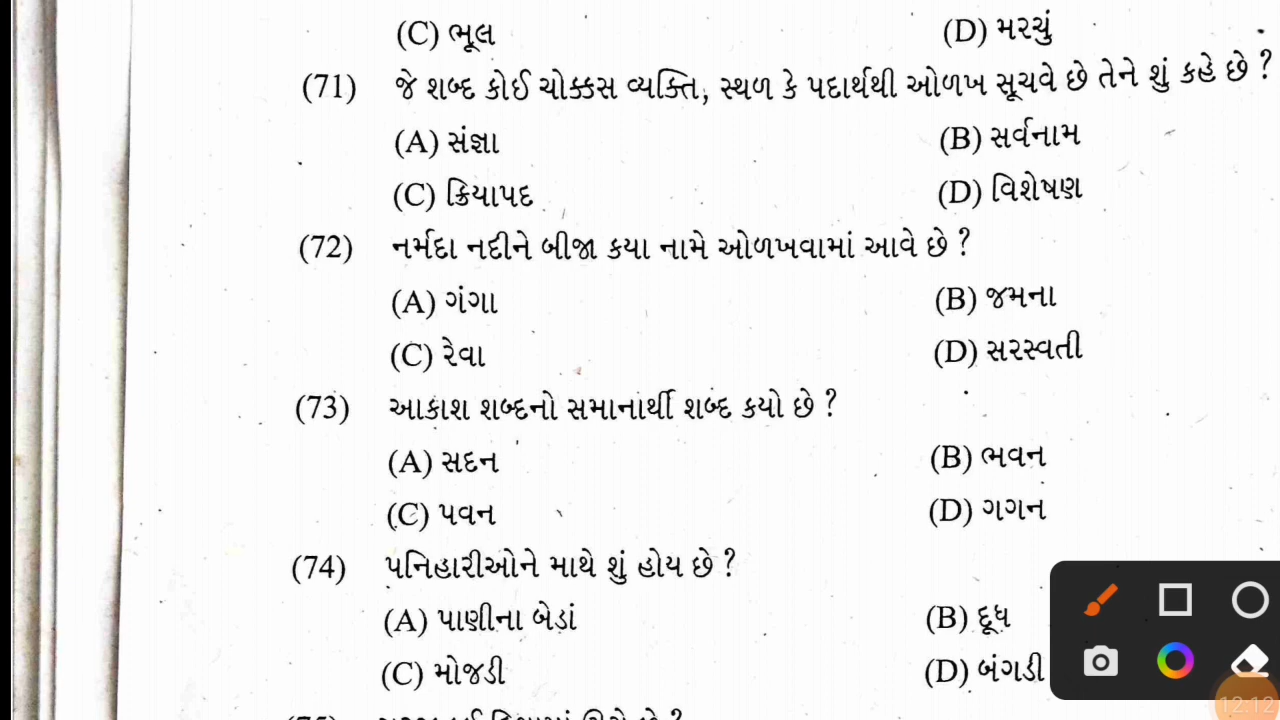 (C) ભૂલ (D) મરચું
(71) જે શબ્દ કોઈ ચોક્કસ વ્યક્તિ, સ્થળ કે પદાર્થથી ઓળખ સૂચવે છે તેને શું કહે છે ?
(A) સંજ્ઞા (B) સર્વનામ
(C) ક્રિયાપદ (D) વિશેષણ
(72) નર્મદા નદીને બીજા કયા નામે ઓળખવામાં આવે છે ?
(A) ગંગા (B) જમના
(C) રેવા (D) સરસ્વતી
(73) આકાશ શબ્દનો સમાનાર્થી શબ્દ કયો છે ?
(A) સદન (B) ભવન
(C) પવન (D) ગગન
(74) પનિહારીઓને માથે શું હોય છે ?
(A) પાણીના બેડાં (B) દૂધ
(C) મોજડી (D) બંગડી
12:12